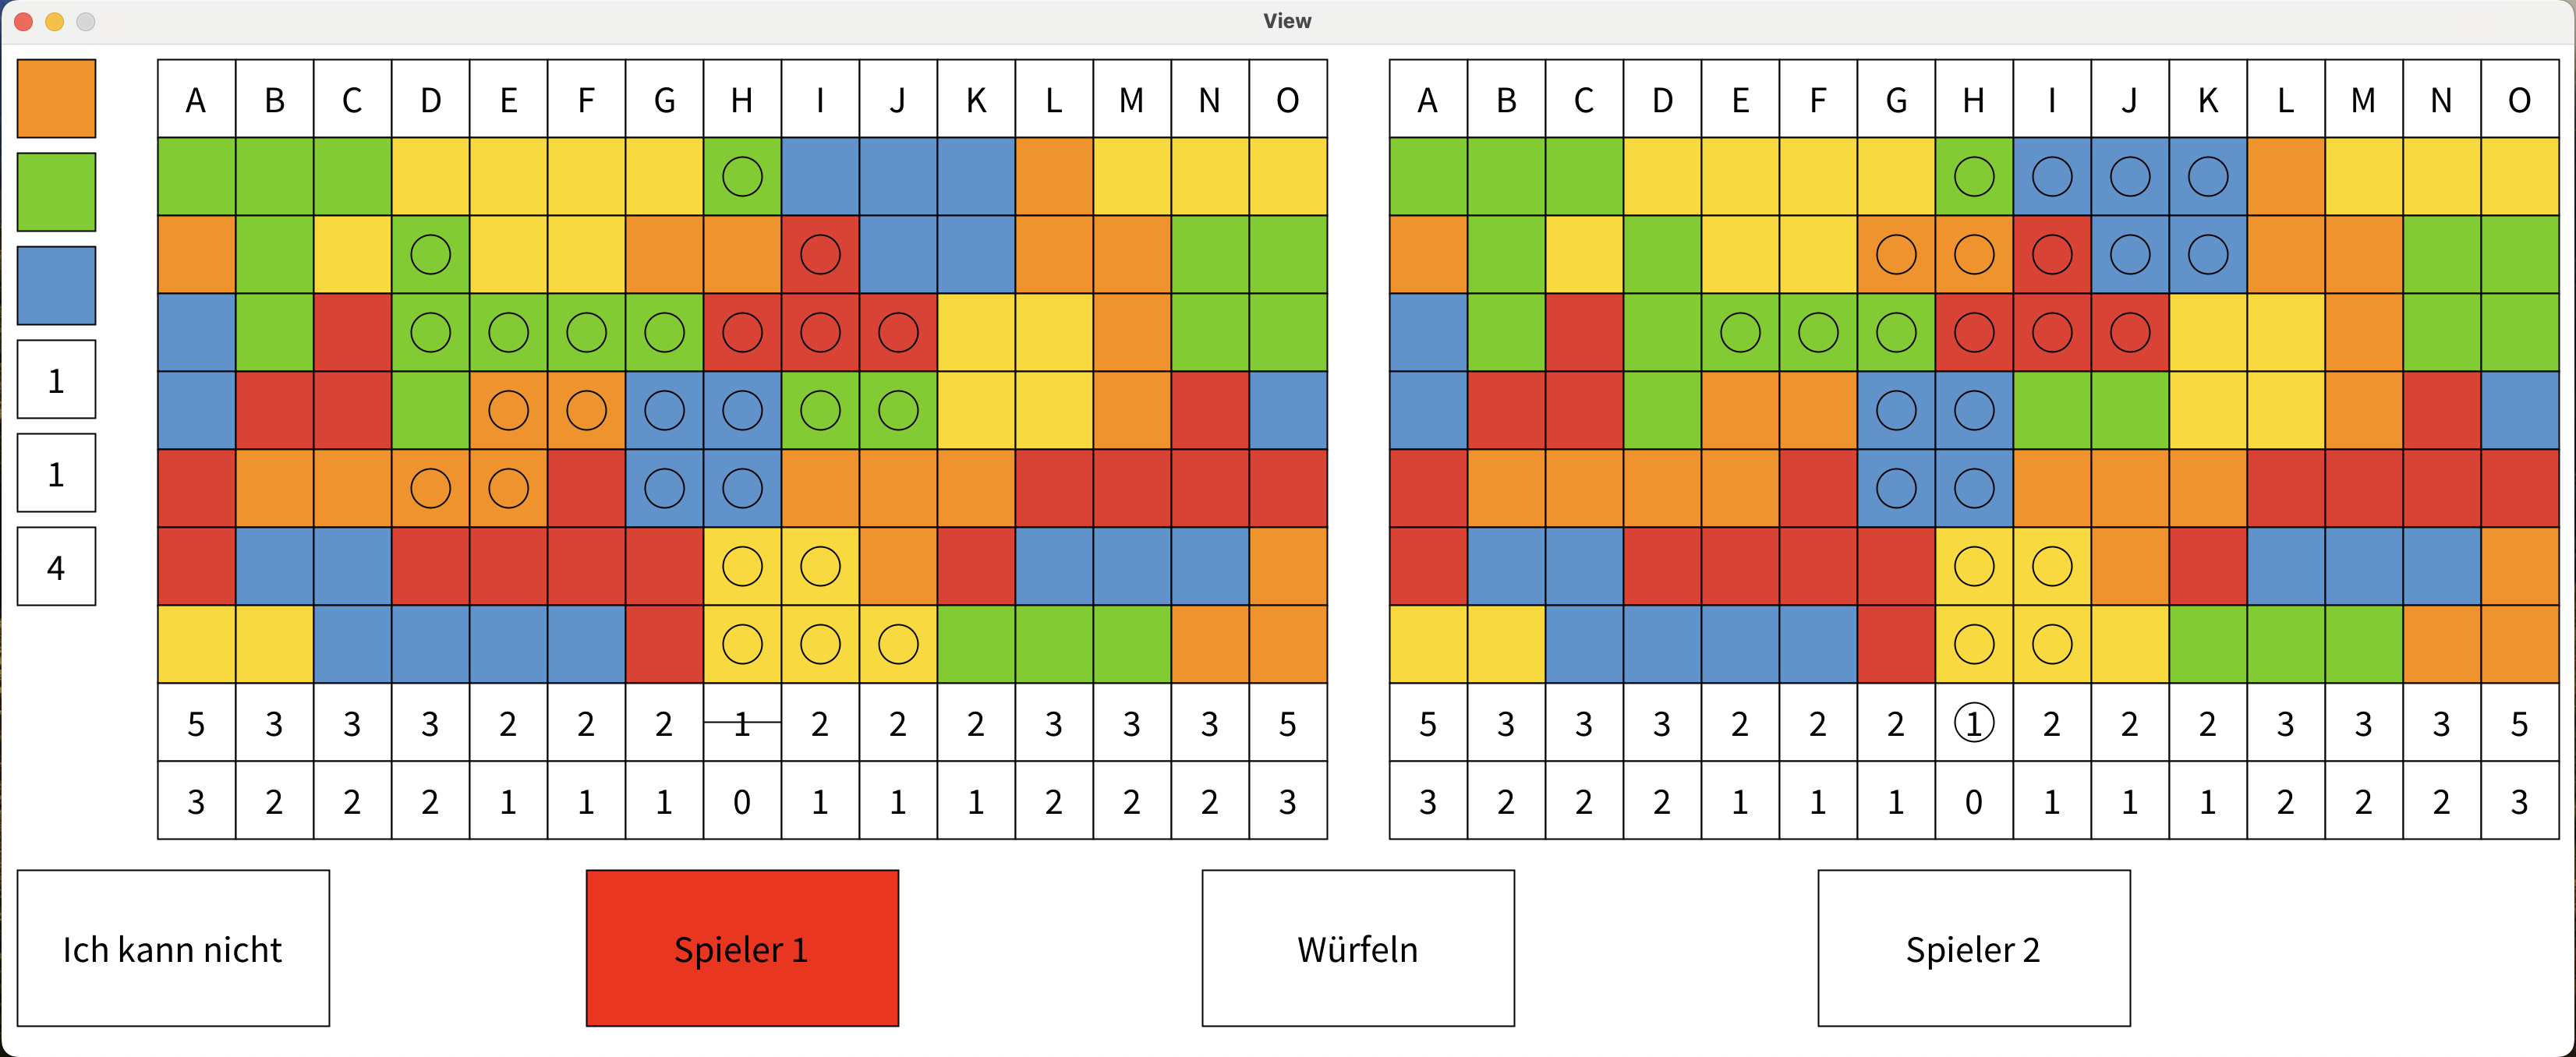 View
A B C D E F G H I J K L M N O
A B C D E F G H I J K L M N O
1
1
4
5 3 3 3 2 2 2 1 2 2 2 3 3 3 5
3 2 2 2 1 1 1 0 1 1 1 2 2 2 3
5 3 3 3 2 2 2 1 2 2 2 3 3 3 5
3 2 2 2 1 1 1 0 1 1 1 2 2 2 3
Ich kann nicht
Spieler 1
Würfeln
Spieler 2